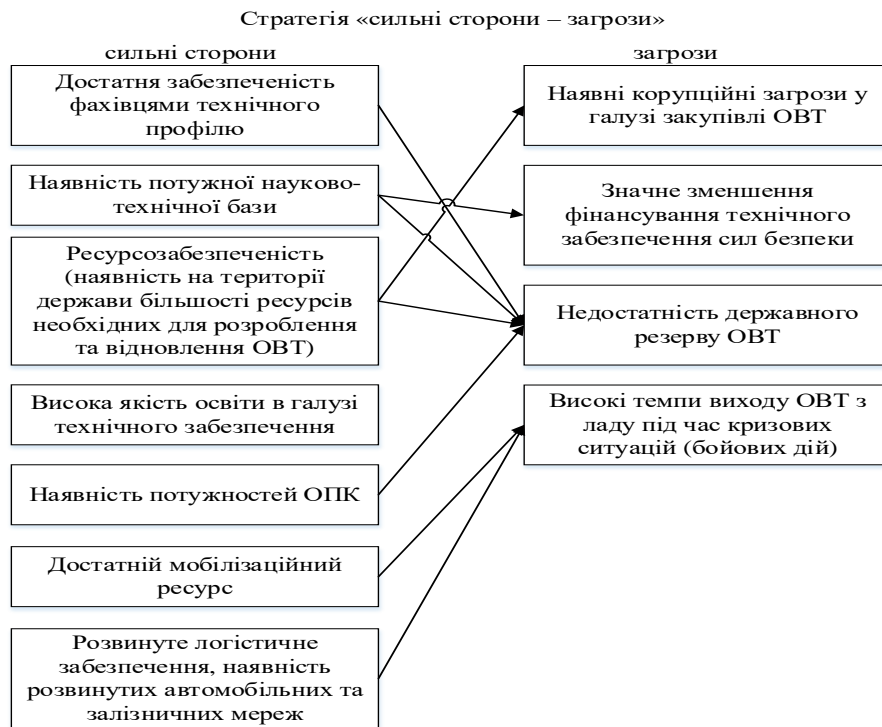 Стратегія «сильні сторони – загрози»
сильні сторони
загрози
Достатня забезпеченість
фахівцями технічного
профілю
Наявність потужної науково-
технічної бази
Ресурсозабезпеченість
(наявність на території
держави більшості ресурсів
необхідних для розроблення
та відновлення ОВТ)
Висока якість освіти в галузі
технічного забезпечення
Наявність потужностей ОПК
Достатній мобілізаційний
ресурс
Розвинуте логістичне
забезпечення, наявність
розвинутих автомобільних та
залізничних мереж
Наявні корупційні загрози у
галузі закупівлі ОВТ
Значне зменшення
фінансування технічного
забезпечення сил безпеки
Недостатність державного
резерву ОВТ
Високі темпи виходу ОВТ з
ладу під час кризових
ситуацій (бойових дій)